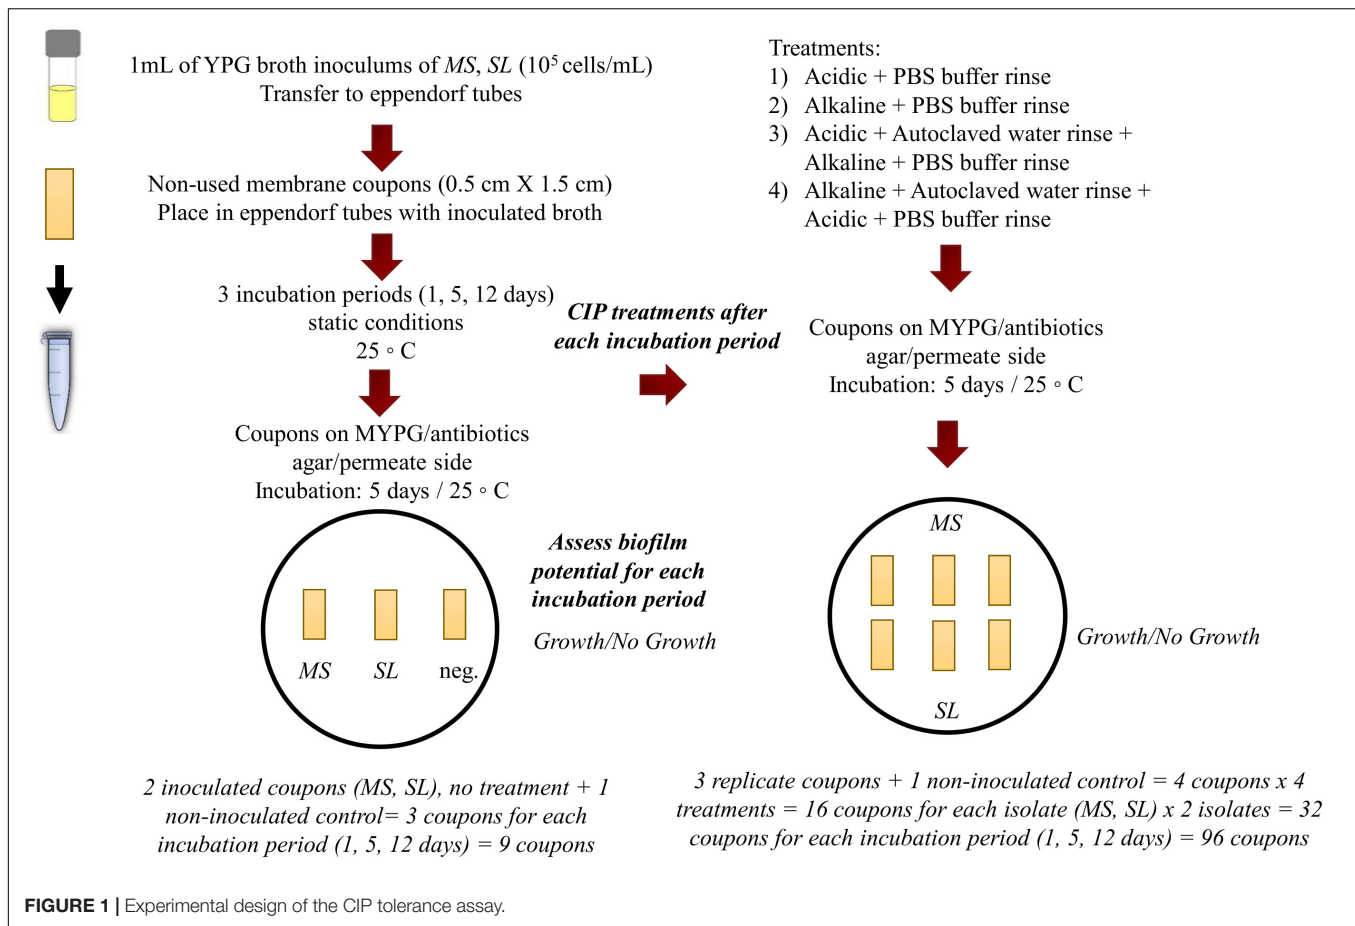 1mL of YPG broth inoculums of MS, SL (10⁵ cells/mL)
Transfer to eppendorf tubes
Non-used membrane coupons (0.5 cm X 1.5 cm)
Place in eppendorf tubes with inoculated broth
3 incubation periods (1, 5, 12 days)
static conditions
25 ◦ C
Coupons on MYPG/antibiotics
agar/permeate side
Incubation: 5 days / 25 ◦ C
MS
SL
neg.
Assess biofilm
potential for each
incubation period
Growth/No Growth
2 inoculated coupons (MS, SL), no treatment + 1
non-inoculated control= 3 coupons for each
incubation period (1, 5, 12 days) = 9 coupons
CIP treatments after
each incubation period
Treatments:
1) Acidic + PBS buffer rinse
2) Alkaline + PBS buffer rinse
3) Acidic + Autoclaved water rinse +
Alkaline + PBS buffer rinse
4) Alkaline + Autoclaved water rinse +
Acidic + PBS buffer rinse
Coupons on MYPG/antibiotics
agar/permeate side
Incubation: 5 days / 25 ◦ C
MS
SL
Growth/No Growth
3 replicate coupons + 1 non-inoculated control = 4 coupons x 4
treatments = 16 coupons for each isolate (MS, SL) x 2 isolates = 32
coupons for each incubation period (1, 5, 12 days) = 96 coupons
FIGURE 1 | Experimental design of the CIP tolerance assay.